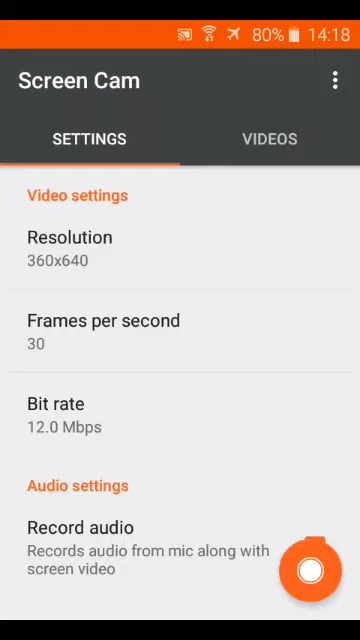 80% 14:18
Screen Cam
SETTINGS VIDEOS
Video settings
Resolution
360x640
Frames per second
30
Bit rate
12.0 Mbps
Audio settings
Record audio
Records audio from mic along with
screen video